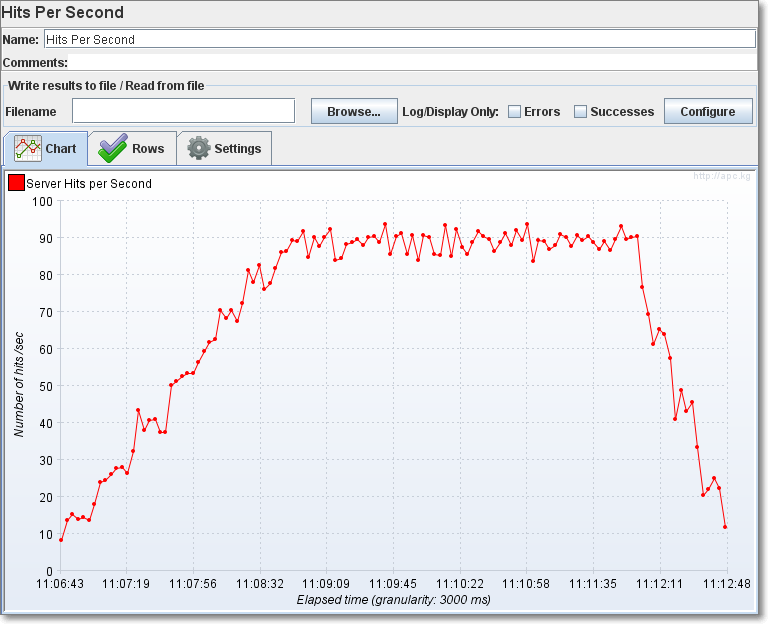 Hits Per Second
Name: Hits Per Second
Comments:
Write results to file / Read from file
Filename Browse... Log/Display Only: Errors Successes Configure
Chart Rows Settings
http://apc.kg
Server Hits per Second
100
90
80
70
60
50
40
30
20
10
0
Number of hits /sec
11:06:43 11:07:19 11:07:56 11:08:32 11:09:09 11:09:45 11:10:22 11:10:58 11:11:35 11:12:11 11:12:48
Elapsed time (granularity: 3000 ms)